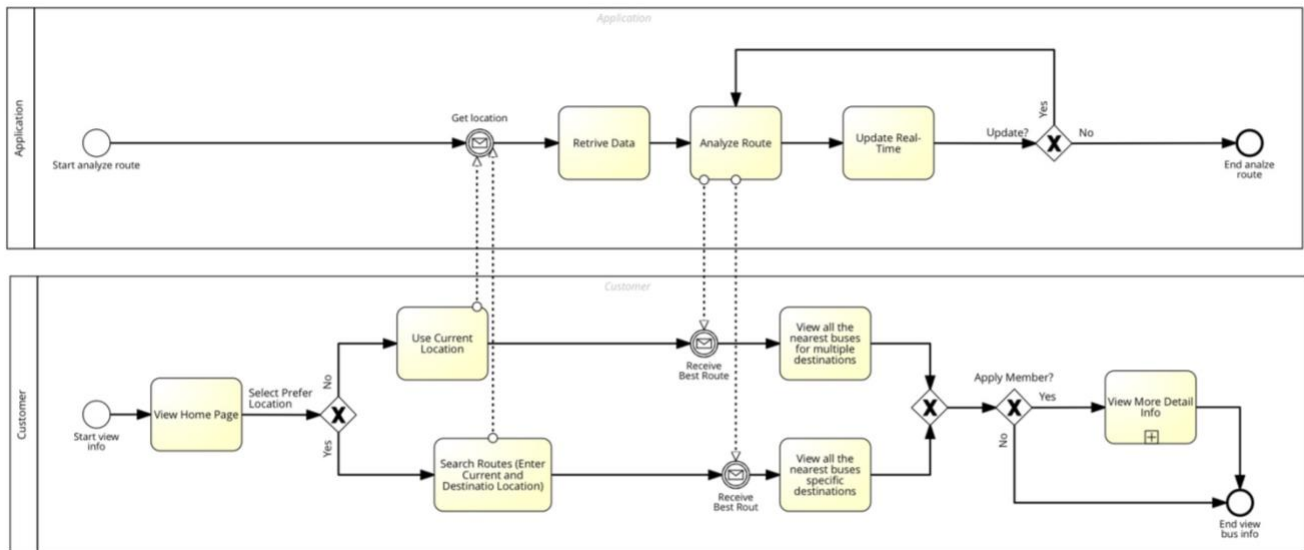 Application
Application
Start analyze route
Get location
Retrive Data
Analyze Route
Update Real-
Time
Update?
Yes
No
End analze
route
Customer
Customer
Start view
info
View Home Page
Select Prefer
Location
No
Yes
Use Current
Location
Search Routes (Enter
Current and
Destinatio Location)
Receive
Best Route
Receive
Best Rout
View all the
nearest buses
for multiple
destinations
View all the
nearest buses
specific
destinations
Apply Member?
Yes
No
View More Detail
Info
End view
bus info